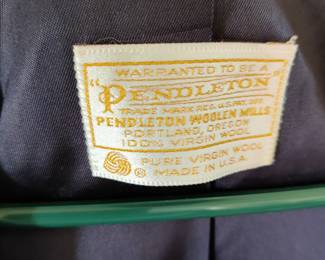 WARRANTED TO BE A
"PENDLETON"
TRADE MARK REG. U.S. PAT. OFF.
PENDLETON WOOLEN MILLS
PORTLAND, OREGON
100% VIRGIN WOOL
PURE VIRGIN WOOL
® MADE IN U.S.A.